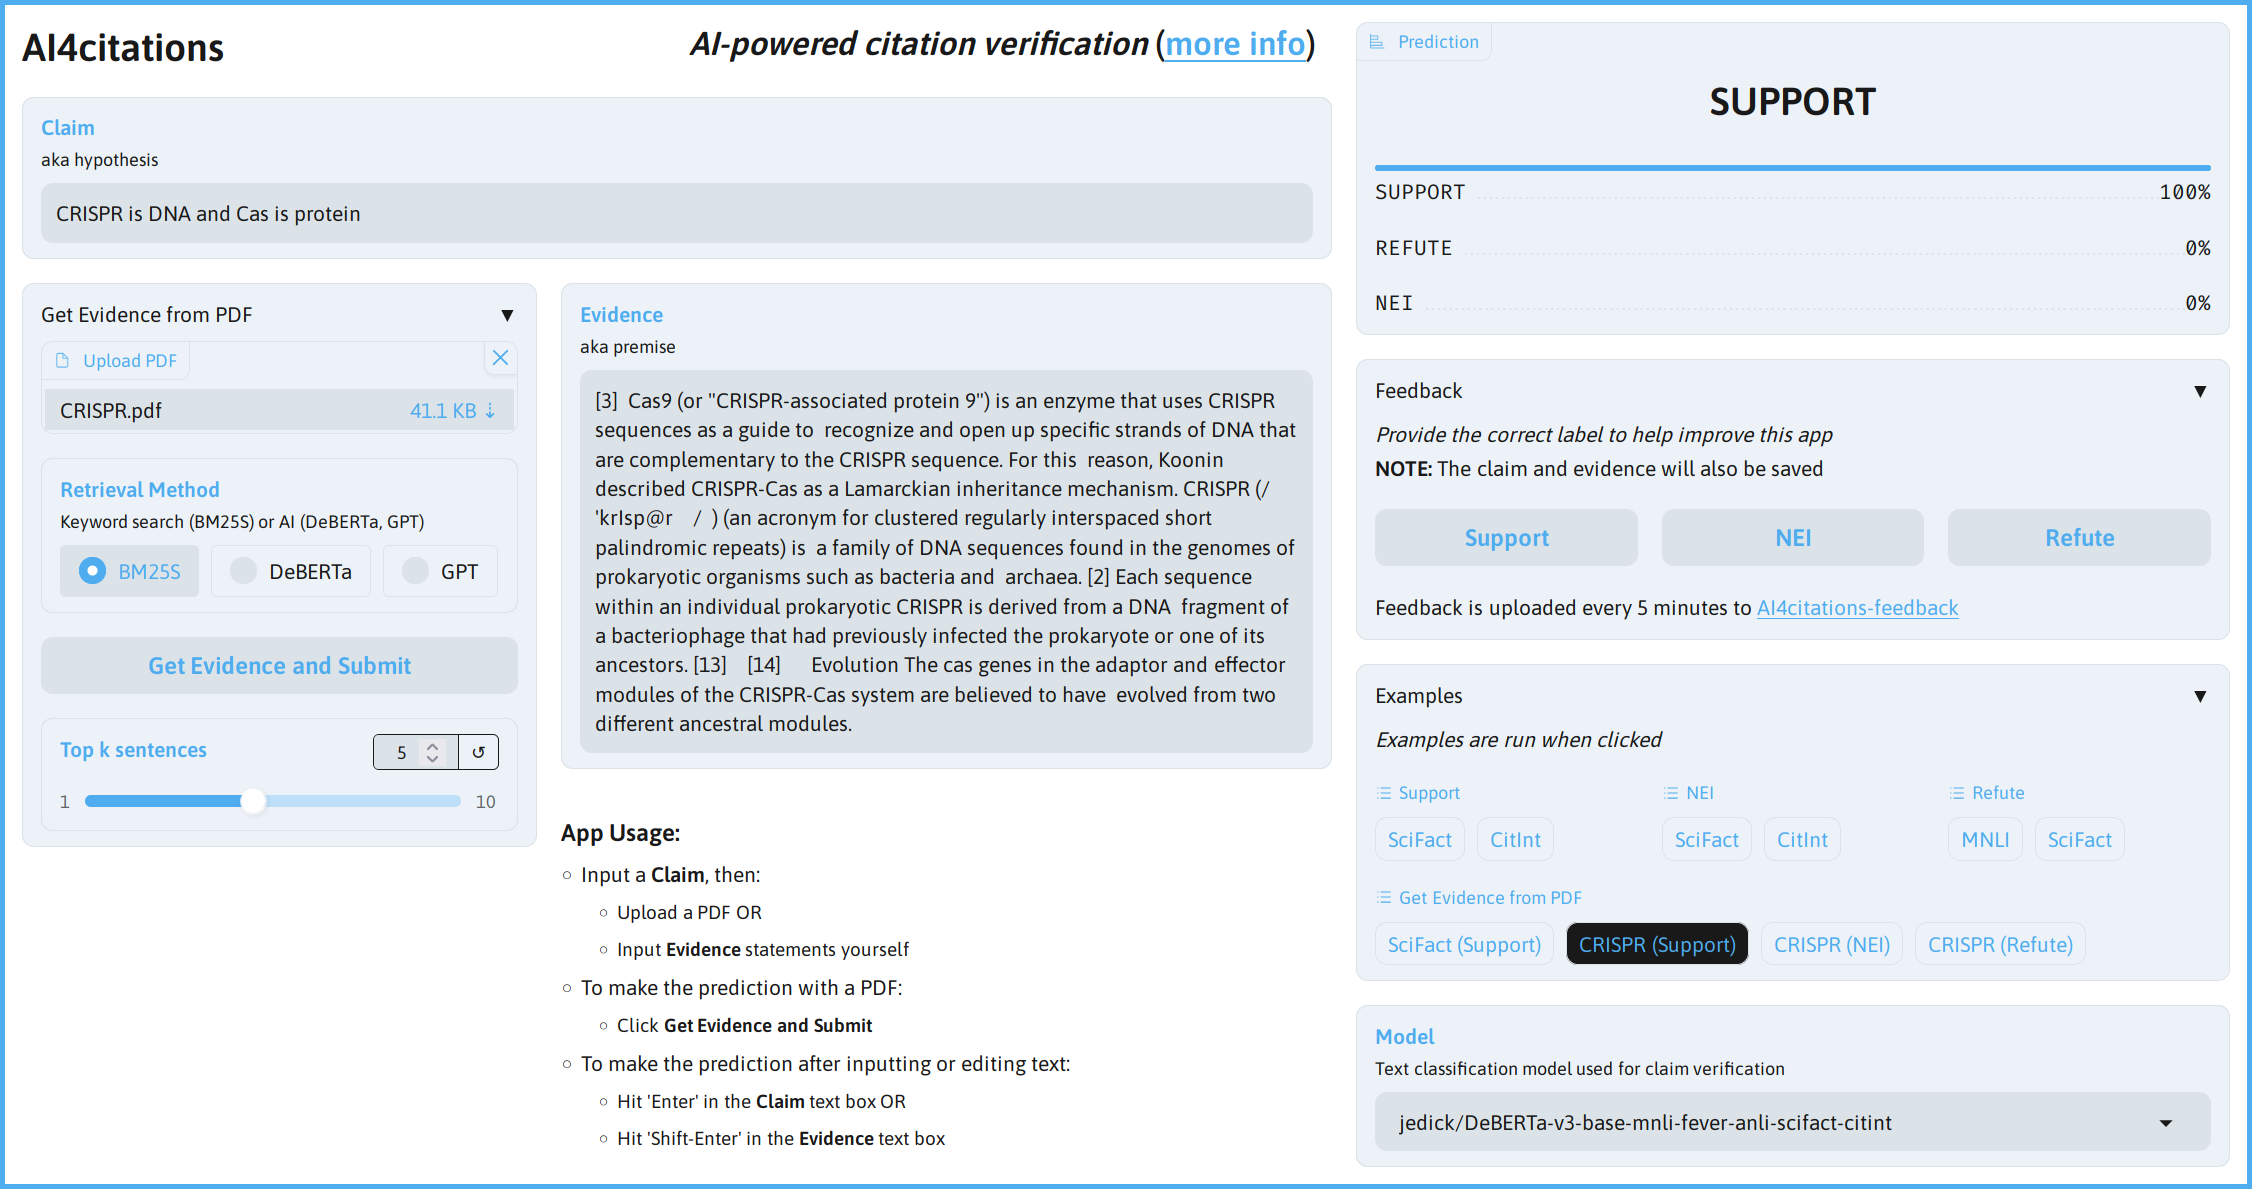 AI4citations
AI-powered citation verification (more info)
Claim
aka hypothesis
CRISPR is DNA and Cas is protein
Get Evidence from PDF ▼
Upload PDF
CRISPR.pdf 41.1 KB ⇣
Retrieval Method
Keyword search (BM25S) or AI (DeBERTa, GPT)
BM25S DeBERTa GPT
Get Evidence and Submit
Top k sentences 5 ↺
1 10
Evidence
aka premise
[3] Cas9 (or "CRISPR-associated protein 9") is an enzyme that uses CRISPR
sequences as a guide to recognize and open up specific strands of DNA that
are complementary to the CRISPR sequence. For this reason, Koonin
described CRISPR-Cas as a Lamarckian inheritance mechanism. CRISPR (/
'krIsp@r / ) (an acronym for clustered regularly interspaced short
palindromic repeats) is a family of DNA sequences found in the genomes of
prokaryotic organisms such as bacteria and archaea. [2] Each sequence
within an individual prokaryotic CRISPR is derived from a DNA fragment of
a bacteriophage that had previously infected the prokaryote or one of its
ancestors. [13] [14] Evolution The cas genes in the adaptor and effector
modules of the CRISPR-Cas system are believed to have evolved from two
different ancestral modules.
App Usage:
Input a Claim, then:
Upload a PDF OR
Input Evidence statements yourself
To make the prediction with a PDF:
Click Get Evidence and Submit
To make the prediction after inputting or editing text:
Hit 'Enter' in the Claim text box OR
Hit 'Shift-Enter' in the Evidence text box
Prediction
SUPPORT
SUPPORT 100%
REFUTE 0%
NEI 0%
Feedback ▼
Provide the correct label to help improve this app
NOTE: The claim and evidence will also be saved
Support NEI Refute
Feedback is uploaded every 5 minutes to AI4citations-feedback
Examples ▼
Examples are run when clicked
Support NEI Refute
SciFact CitInt SciFact CitInt MNLI SciFact
Get Evidence from PDF
SciFact (Support) CRISPR (Support) CRISPR (NEI) CRISPR (Refute)
Model
Text classification model used for claim verification
jedick/DeBERTa-v3-base-mnli-fever-anli-scifact-citint